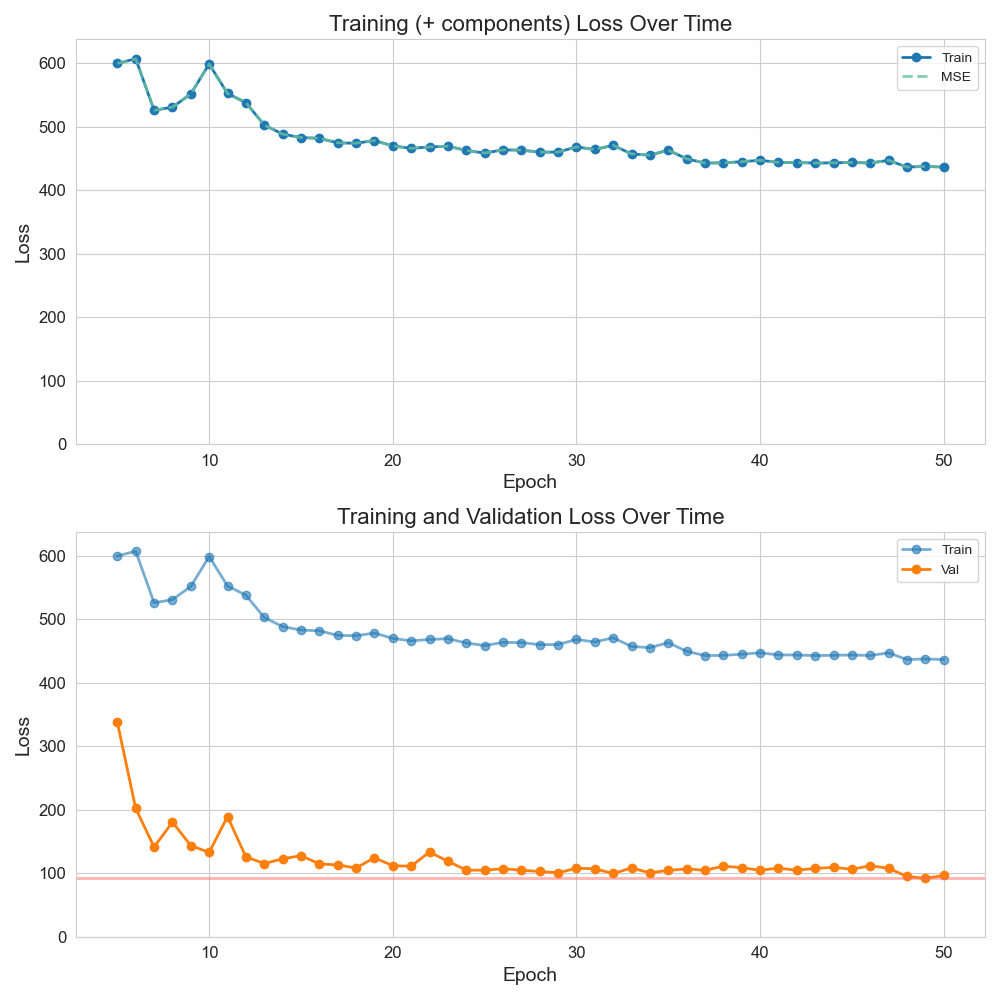 Training (+ components) Loss Over Time
Train
MSE
600
500
400
300
200
100
0
Loss
10 20 30 40 50
Epoch
Training and Validation Loss Over Time
Train
Val
600
500
400
300
200
100
0
Loss
10 20 30 40 50
Epoch